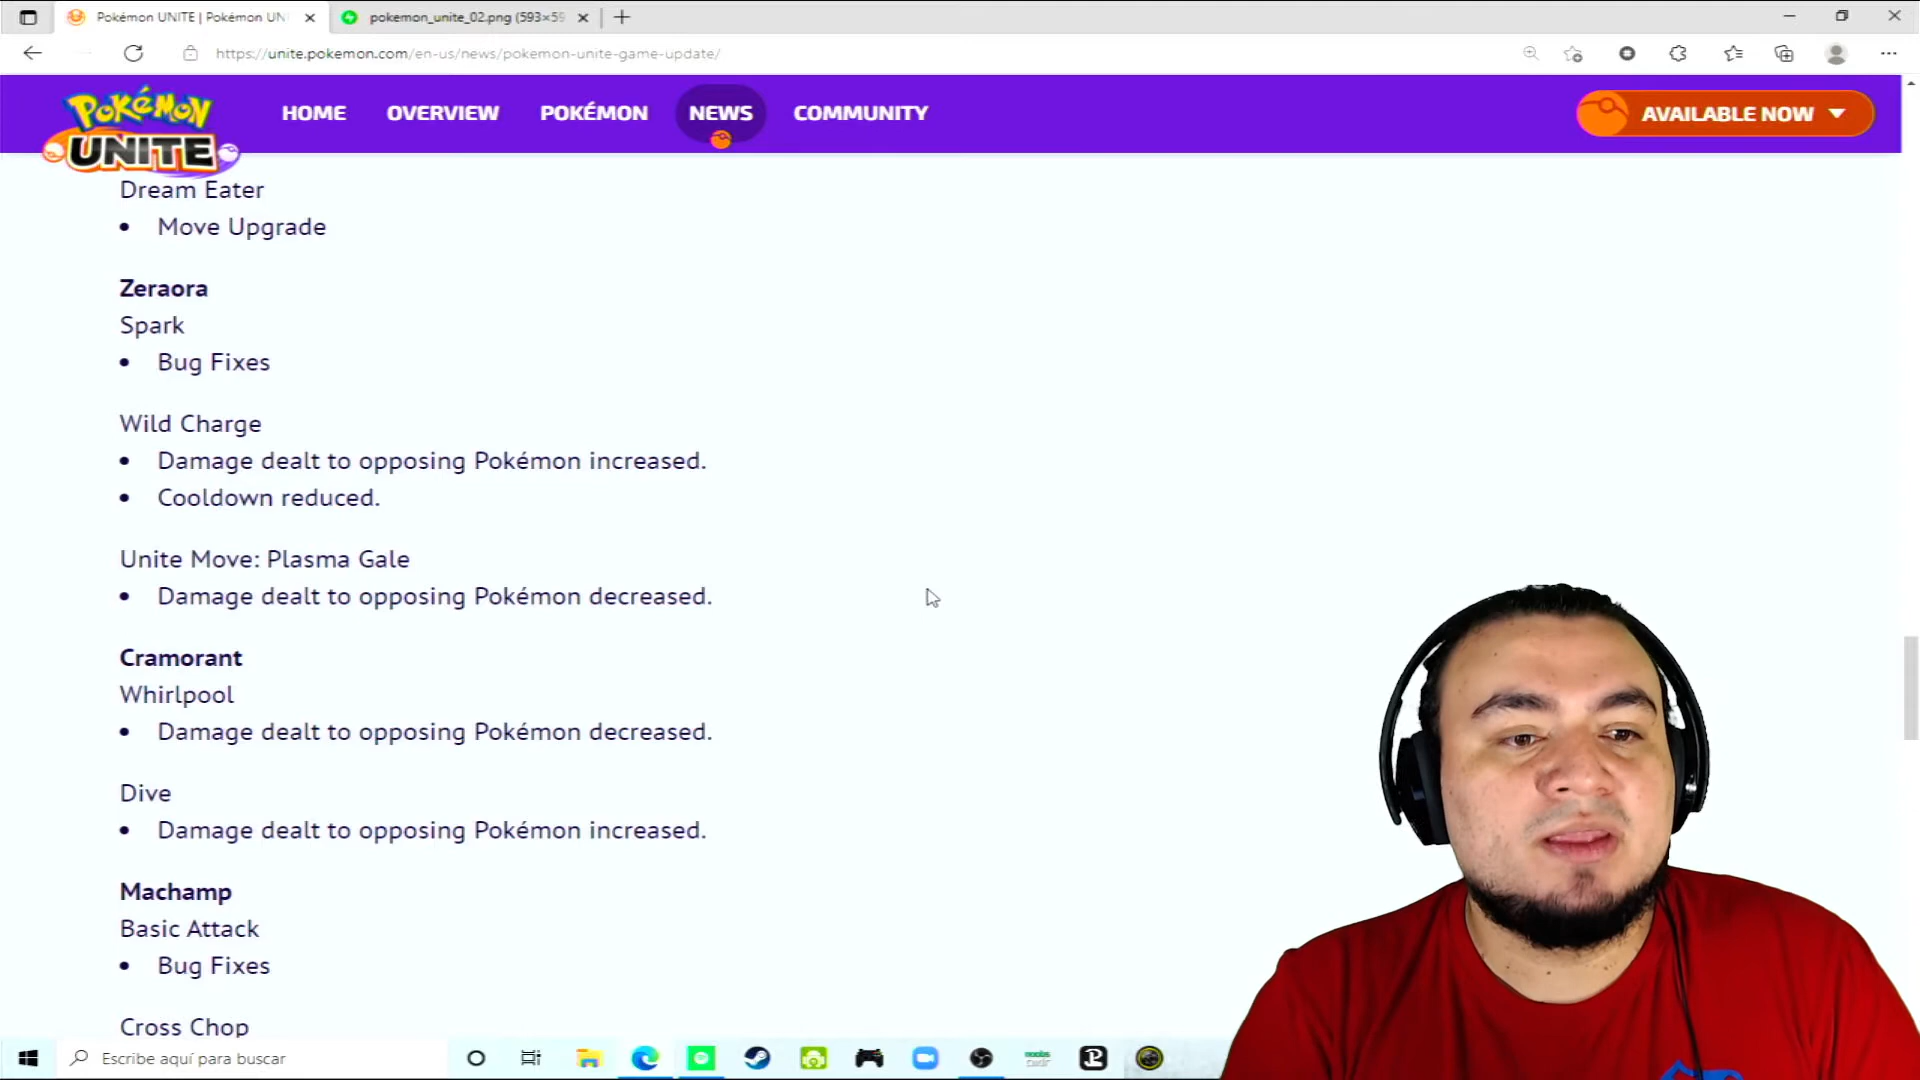 Pokémon UNITE | Pokémon UN
pokemon_unite_02.png (593×59
https://unite.pokemon.com/en-us/news/pokemon-unite-game-update/
POKéMON
UNITE
HOME
OVERVIEW
POKÉMON
NEWS
COMMUNITY
AVAILABLE NOW
Dream Eater
• Move Upgrade
Zeraora
Spark
• Bug Fixes
Wild Charge
• Damage dealt to opposing Pokémon increased.
• Cooldown reduced.
Unite Move: Plasma Gale
• Damage dealt to opposing Pokémon decreased.
Cramorant
Whirlpool
• Damage dealt to opposing Pokémon decreased.
Dive
• Damage dealt to opposing Pokémon increased.
Machamp
Basic Attack
• Bug Fixes
Cross Chop
Escribe aquí para buscar